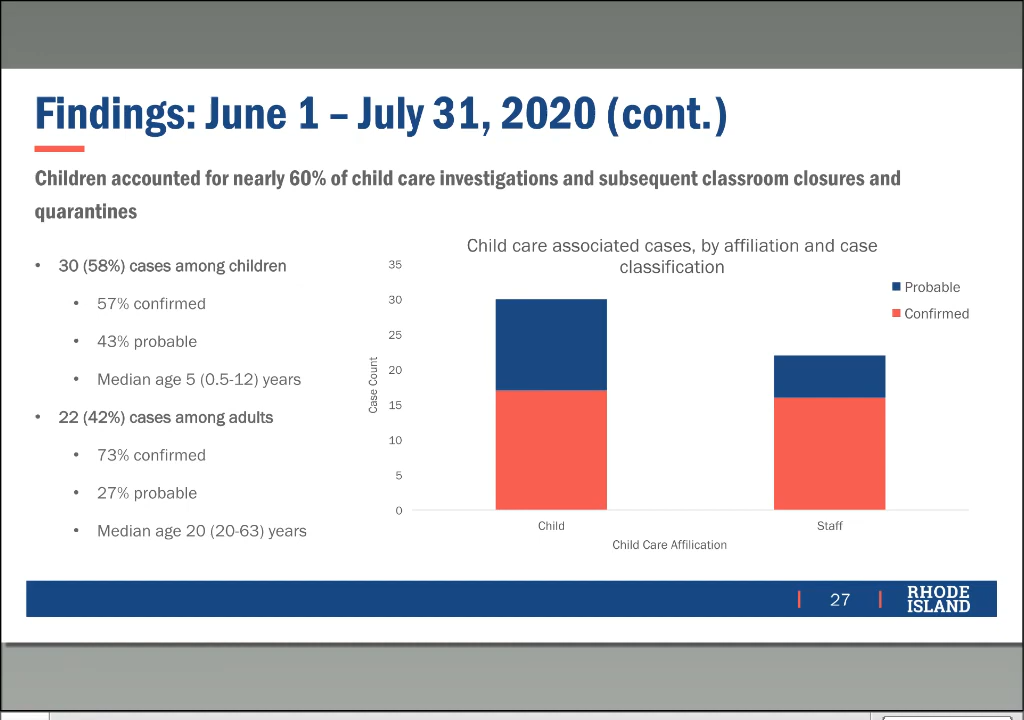 Findings: June 1 – July 31, 2020 (cont.)
Children accounted for nearly 60% of child care investigations and subsequent classroom closures and
quarantines
• 30 (58%) cases among children
• 57% confirmed
• 43% probable
• Median age 5 (0.5-12) years
• 22 (42%) cases among adults
• 73% confirmed
• 27% probable
• Median age 20 (20-63) years
Child care associated cases, by affiliation and case
classification
35
30
25
20
15
10
5
0
Case Count
Child
Staff
Child Care Affilication
Probable
Confirmed
27
RHODE
ISLAND